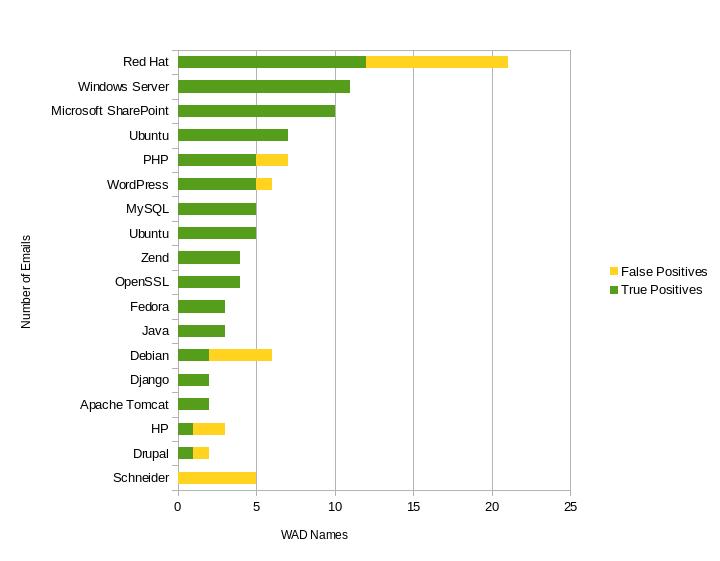 Red Hat
Windows Server
Microsoft SharePoint
Ubuntu
PHP
WordPress
MySQL
Ubuntu
Zend
OpenSSL
Fedora
Java
Debian
Django
Apache Tomcat
HP
Drupal
Schneider
Number of Emails
0 5 10 15 20 25
WAD Names
False Positives
True Positives